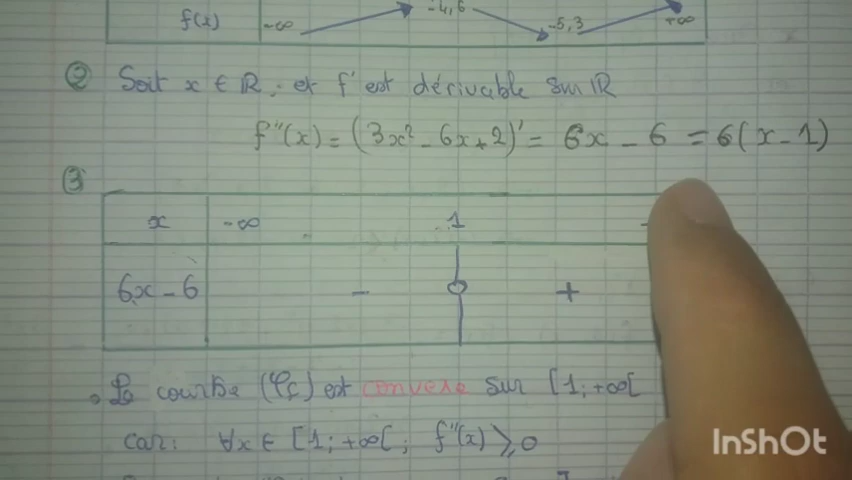 f(x) -∞ -4,6 -5,3 +∞
② Soit x ∈ ℝ. et f' est dérivable sur ℝ
f''(x) = (3x² - 6x + 2)' = 6x - 6 = 6(x - 1)
③
x -∞ 1
6x - 6 - +
• La courbe (𝒞f) est convexe sur [1; +∞[
car: ∀x ∈ [1; +∞[ ; f''(x) ⩾ 0
InShOt